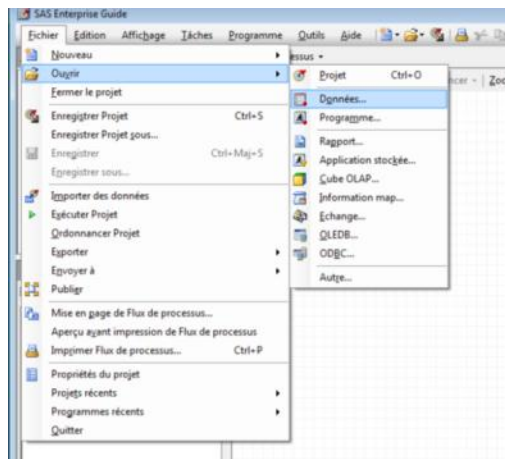 SAS Enterprise Guide
Fichier Edition Affichage Tâches Programme Outils Aide
Nouveau
Ouvrir
Fermer le projet
Enregistrer Projet Ctrl+S
Enregistrer Projet sous...
Enregistrer Ctrl+Maj+S
Enregistrer sous...
Importer des données
Exécuter Projet
Ordonnancer Projet
Exporter
Envoyer à
Publier
Mise en page de Flux de processus...
Aperçu avant impression de Flux de processus
Imprimer Flux de processus... Ctrl+P
Propriétés du projet
Projets récents
Programmes récents
Quitter
Projet Ctrl+O
Données...
Programme...
Rapport...
Application stockée...
Cube OLAP...
Information map...
Echange...
OLEDB...
ODBC...
Autre...